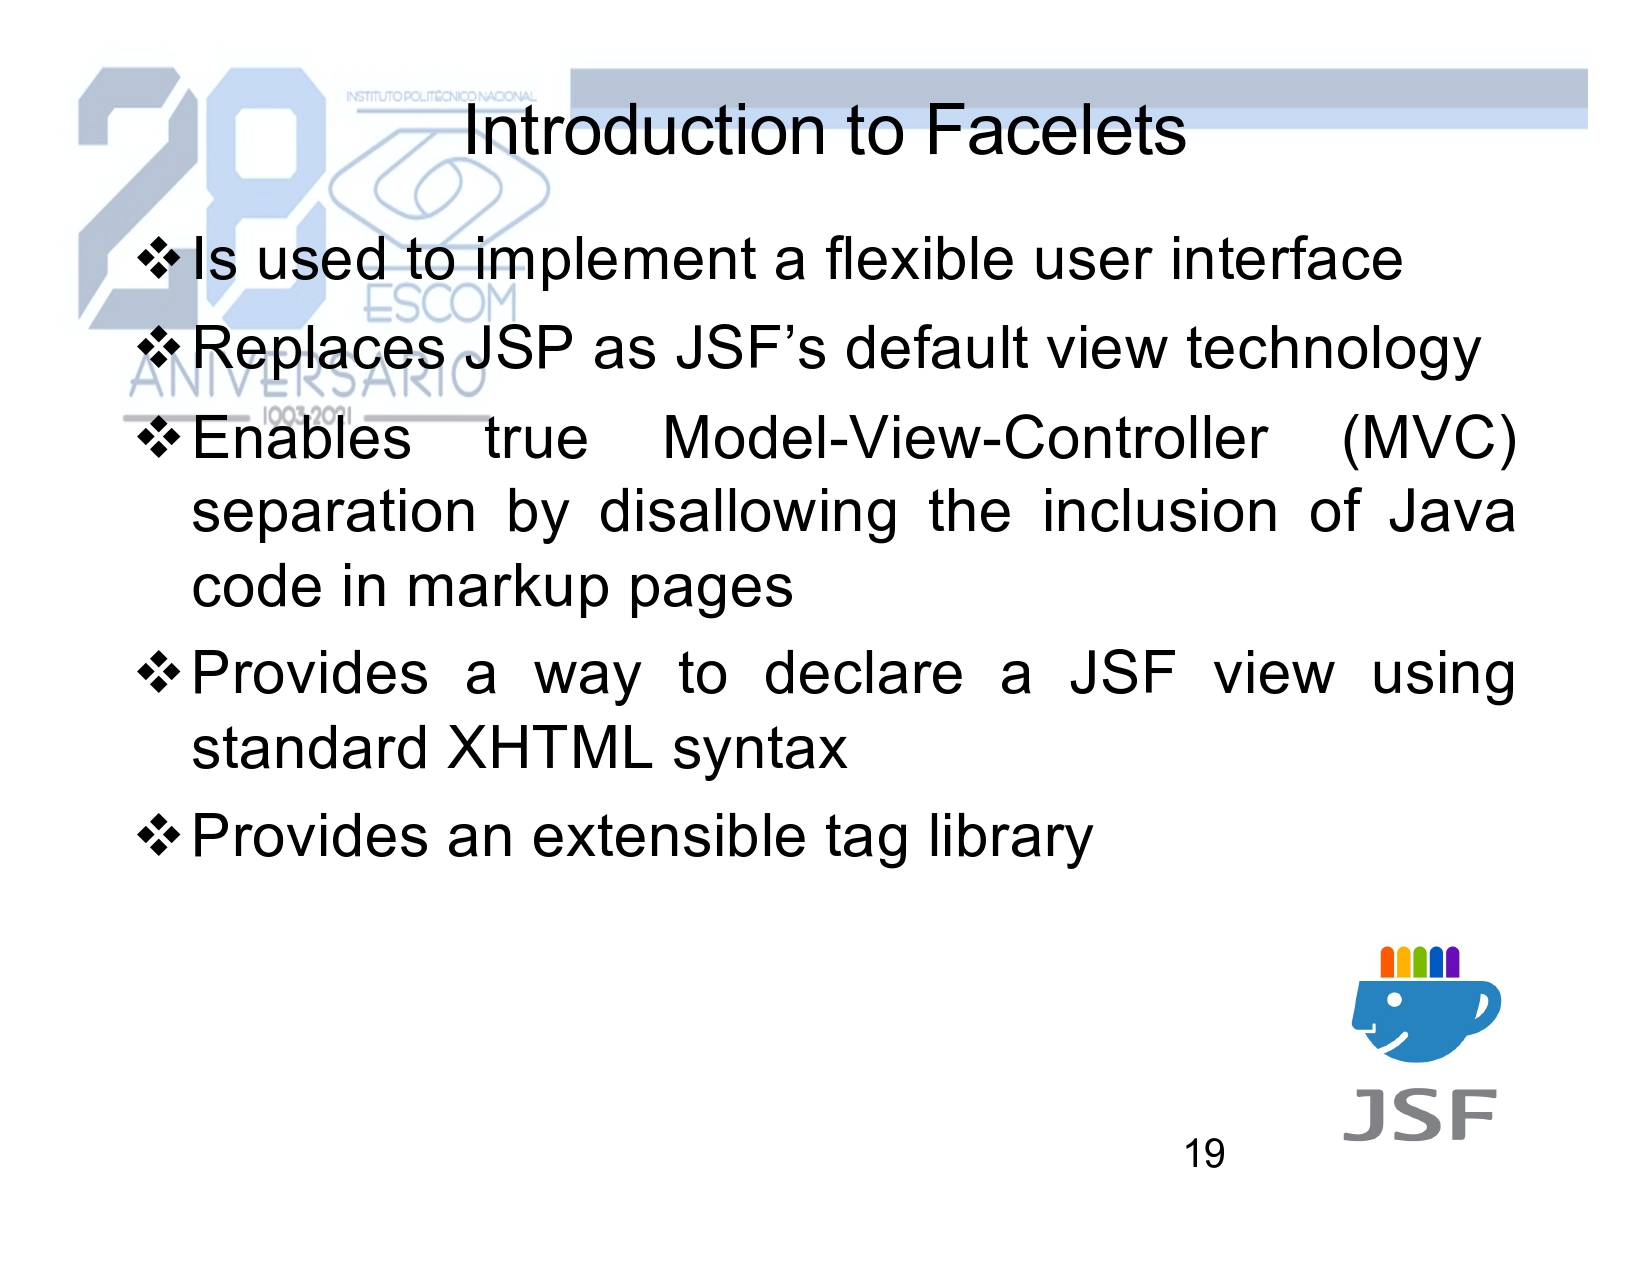 28
INSTITUTO POLITÉCNICO NACIONAL
Introduction to Facelets
❖Is used to implement a flexible user interface
ESCOM
❖Replaces JSP as JSF’s default view technology
ANIVERSARIO
1993-2021
❖Enables true Model-View-Controller (MVC)
separation by disallowing the inclusion of Java
code in markup pages
❖Provides a way to declare a JSF view using
standard XHTML syntax
❖Provides an extensible tag library
JSF
19